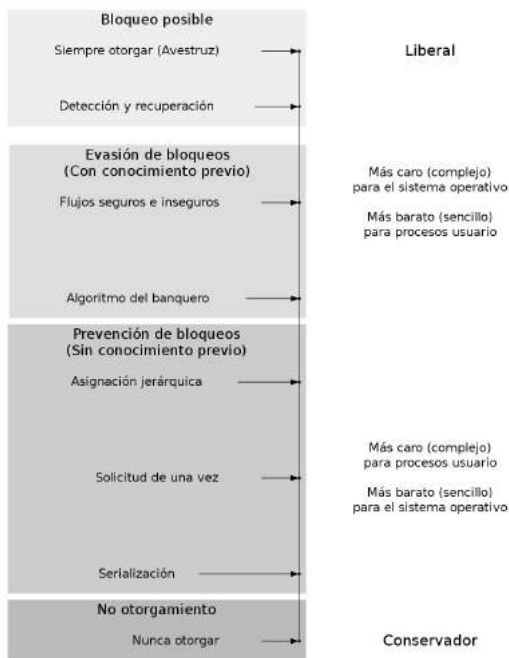 Bloqueo posible
Siempre otorgar (Avestruz)
Liberal
Detección y recuperación
Evasión de bloqueos
(Con conocimiento previo)
Más caro (complejo)
para el sistema operativo
Flujos seguros e inseguros
Más barato (sencillo)
para procesos usuario
Algoritmo del banquero
Prevención de bloqueos
(Sin conocimiento previo)
Asignación jerárquica
Más caro (complejo)
para procesos usuario
Solicitud de una vez
Más barato (sencillo)
para el sistema operativo
Serialización
No otorgamiento
Nunca otorgar
Conservador